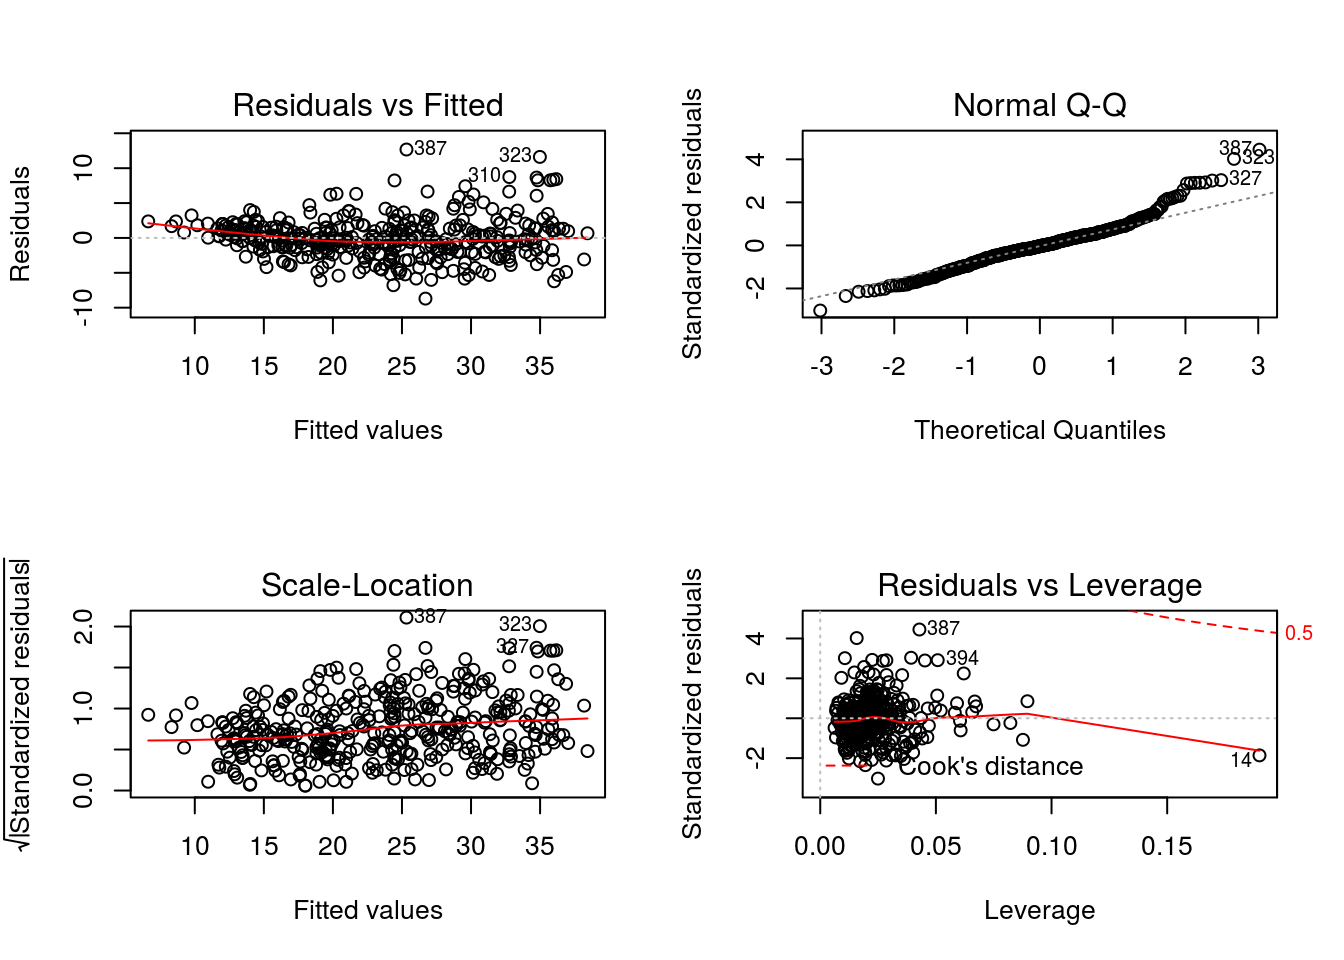 Residuals vs Fitted
Residuals
10
0
-10
387
323
310
10 15 20 25 30 35
Fitted values
Normal Q-Q
Standardized residuals
4
2
0
-2
387
323
327
-3 -2 -1 0 1 2 3
Theoretical Quantiles
Scale-Location
√|Standardized residuals|
2.0
1.0
0.0
387
323
327
10 15 20 25 30 35
Fitted values
Residuals vs Leverage
Standardized residuals
4
2
-2
387
394
0.5
14
Cook's distance
0.00 0.05 0.10 0.15
Leverage